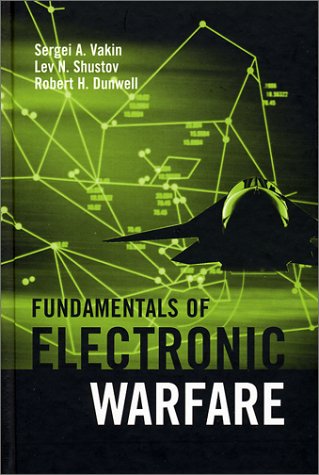 Sergei A. Vakin
Lev N. Shustov
Robert H. Dunwell
FUNDAMENTALS OF
ELECTRONIC
WARFARE